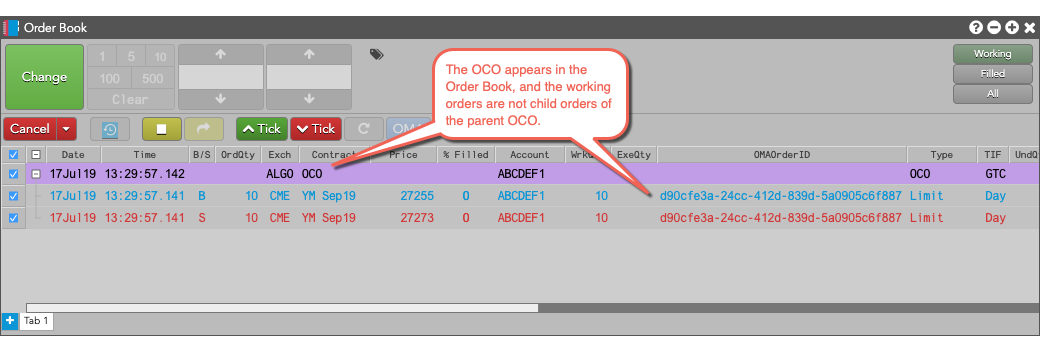 Order Book
Change
1 5 10
100 500
Clear
The OCO appears in the
Order Book, and the working
orders are not child orders of
the parent OCO.
Working
Filled
All
Cancel Tick Tick C
Date Time B/S OrdQty Exch Contract Price % Filled Account ExeQty OMAOrderID Type TIF UndQ
17Jul19 13:29:57.142 ALGO OCO ABCDEF1 OCO GTC
17Jul19 13:29:57.141 B 10 CME YM Sep19 27255 0 ABCDEF1 10 d90cfe3a-24cc-412d-839d-5a0905c6f887 Limit Day
17Jul19 13:29:57.141 S 10 CME YM Sep19 27273 0 ABCDEF1 10 d90cfe3a-24cc-412d-839d-5a0905c6f887 Limit Day
Tab 1